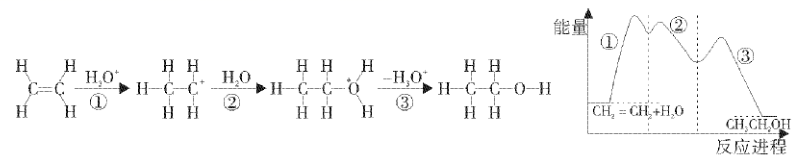 H H
C=C
H H
H₃O⁺
①
H H
H-C-C⁺
H H
H₂O
②
H H H
H-C-C-O⁺
H H H
-H₃O⁺
③
H H
H-C-C-O-H
H H
能量
① ② ③
CH₂=CH₂+H₂O
CH₃CH₂OH
反应进程